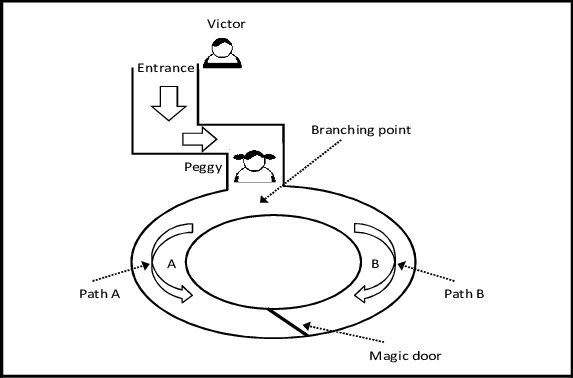 Victor
Entrance
Branching point
Peggy
A
B
Path A
Path B
Magic door